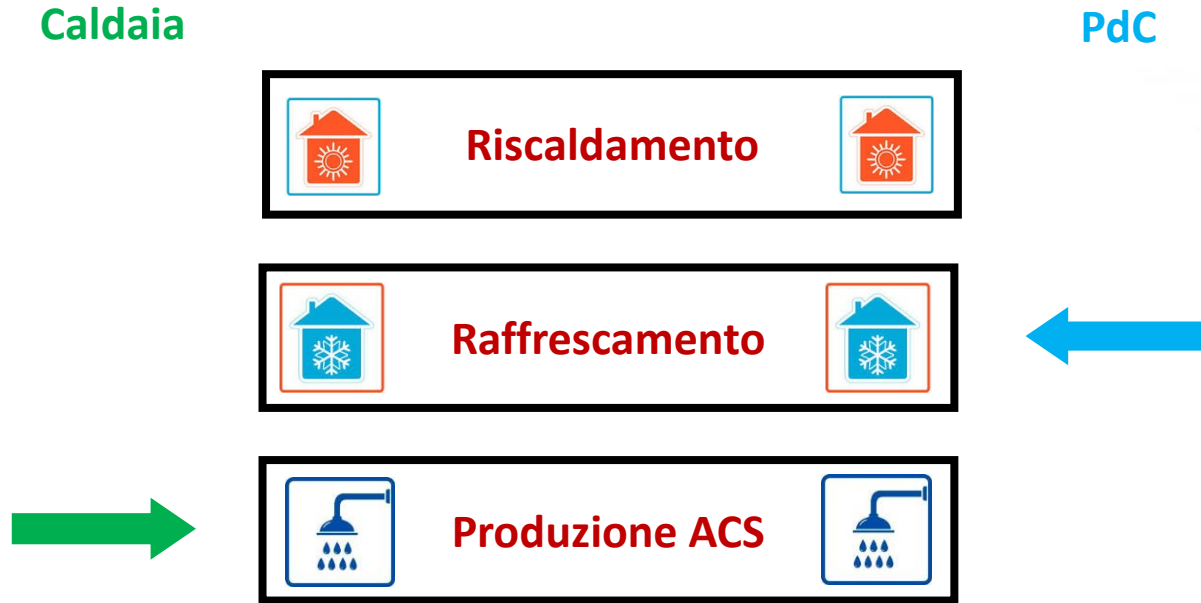 Caldaia
PdC
Riscaldamento
Raffrescamento
Produzione ACS